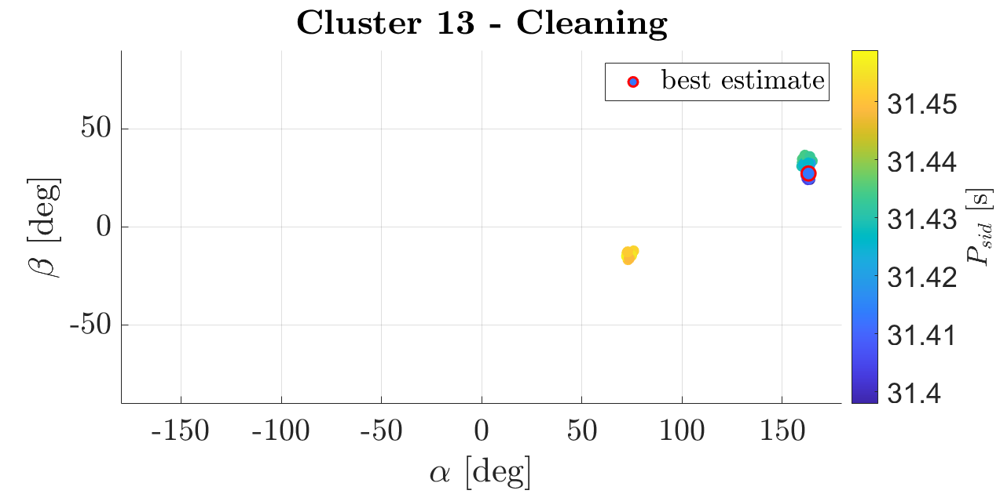 Cluster 13 - Cleaning
best estimate
50
0
-50
β [deg]
-150 -100 -50 0 50 100 150
α [deg]
31.45
31.44
31.43
31.42
31.41
31.4
P_sid [s]